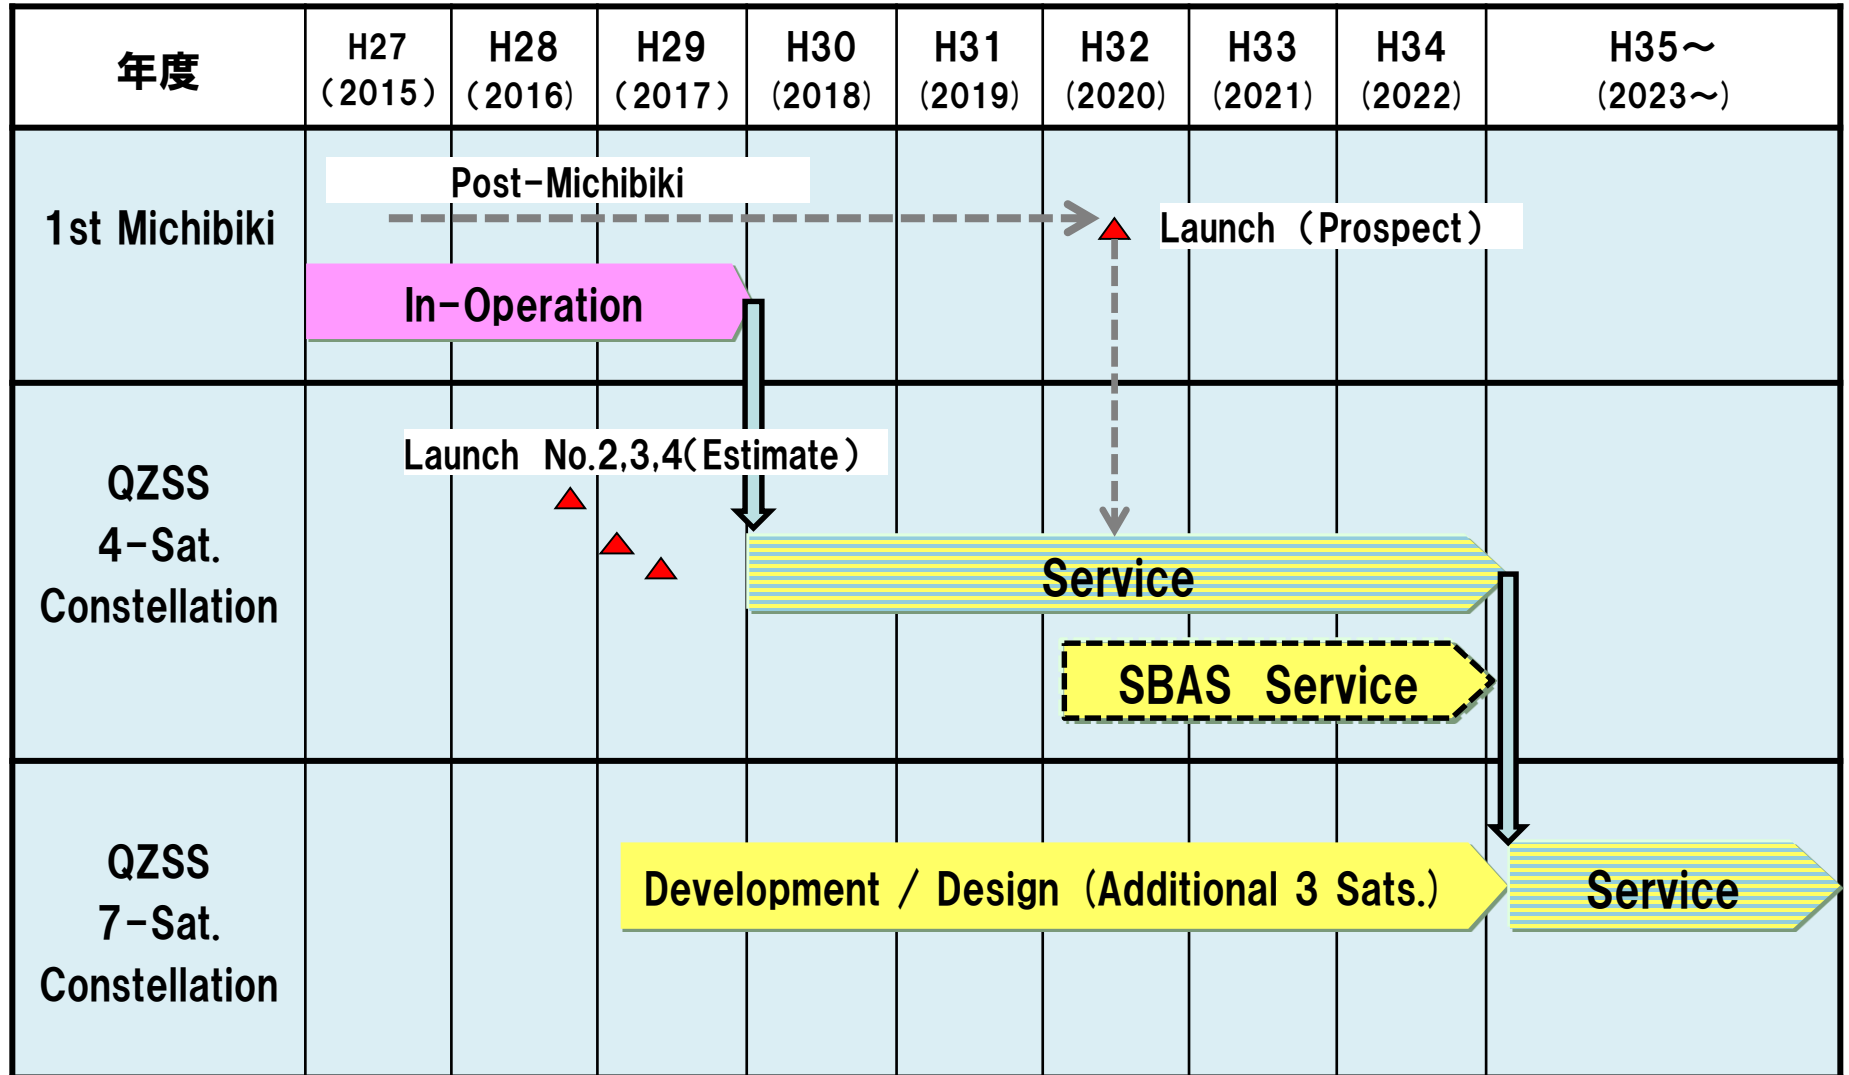 年度
H27
(2015)
H28
(2016)
H29
(2017)
H30
(2018)
H31
(2019)
H32
(2020)
H33
(2021)
H34
(2022)
H35～
(2023～)
1st Michibiki
Post-Michibiki
Launch (Prospect)
In-Operation
QZSS
4-Sat.
Constellation
Launch No.2,3,4(Estimate)
Service
SBAS Service
QZSS
7-Sat.
Constellation
Development / Design (Additional 3 Sats.)
Service